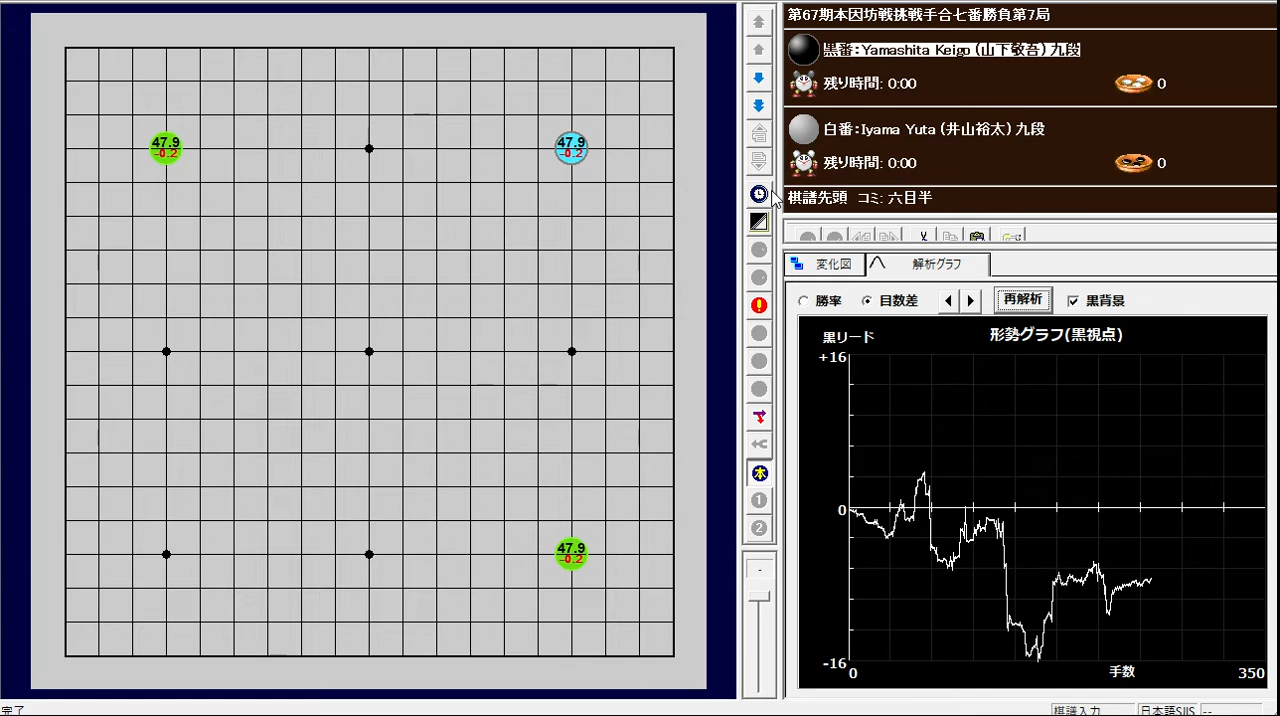 47.9
-0.2
47.9
-0.2
47.9
-0.2
1
2
-
完了
第67期本因坊戦挑戦手合七番勝負第7局
黒番:Yamashita Keigo (山下敬吾) 九段
残り時間: 0:00
0
白番:Iyama Yuta (井山裕太) 九段
残り時間: 0:00
0
棋譜先頭 コミ: 六目半
変化図
解析グラフ
勝率
目数差
再解析
黒背景
黒リード
形勢グラフ(黒視点)
+16
0
-16
0
手数
350
棋譜入力
日本語SJIS
--